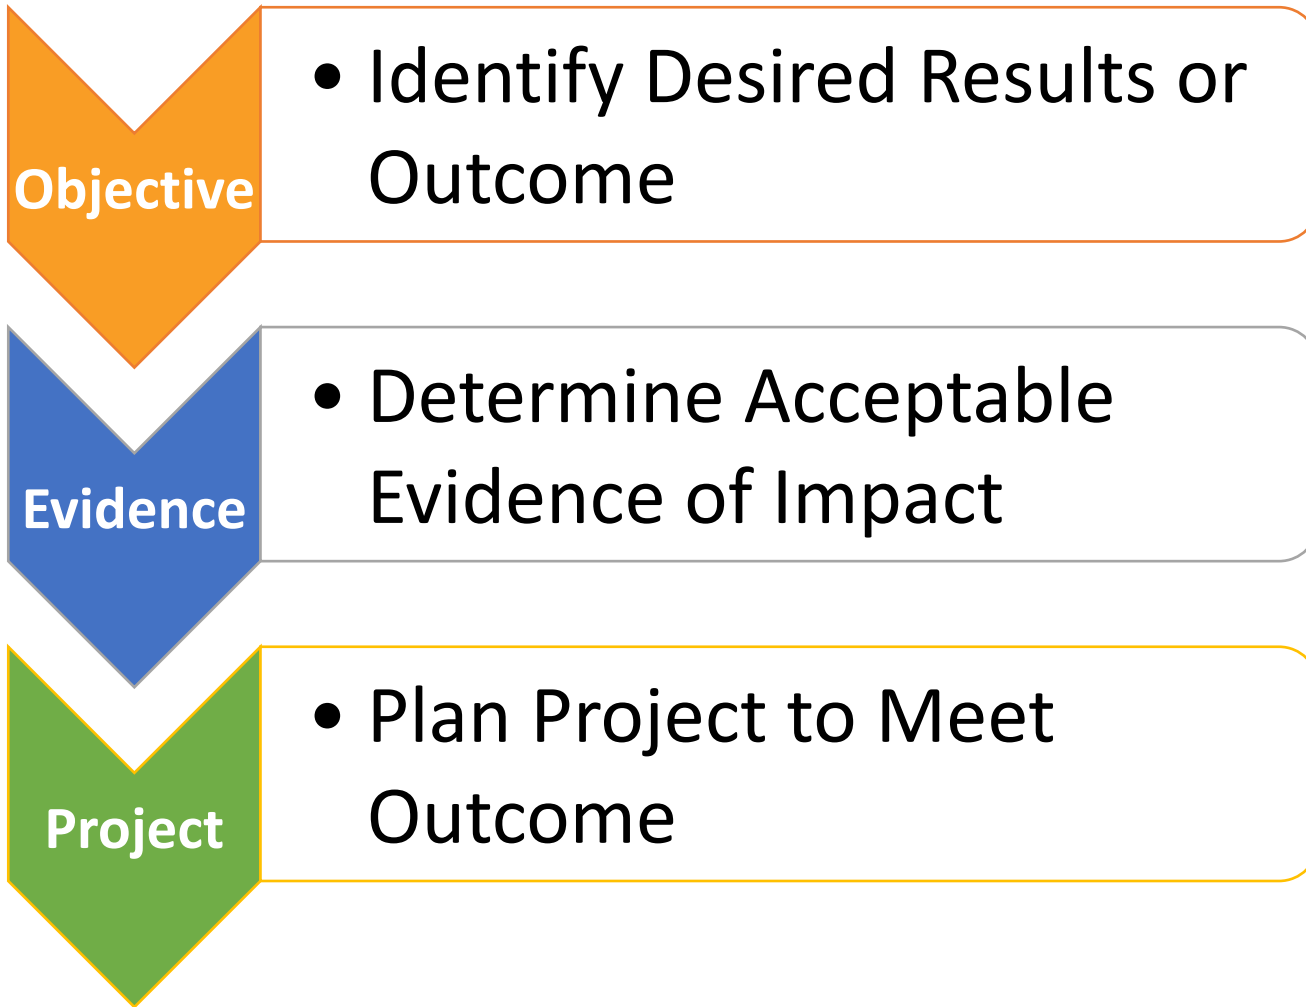 Objective
• Identify Desired Results or
Outcome
Evidence
• Determine Acceptable
Evidence of Impact
Project
• Plan Project to Meet
Outcome